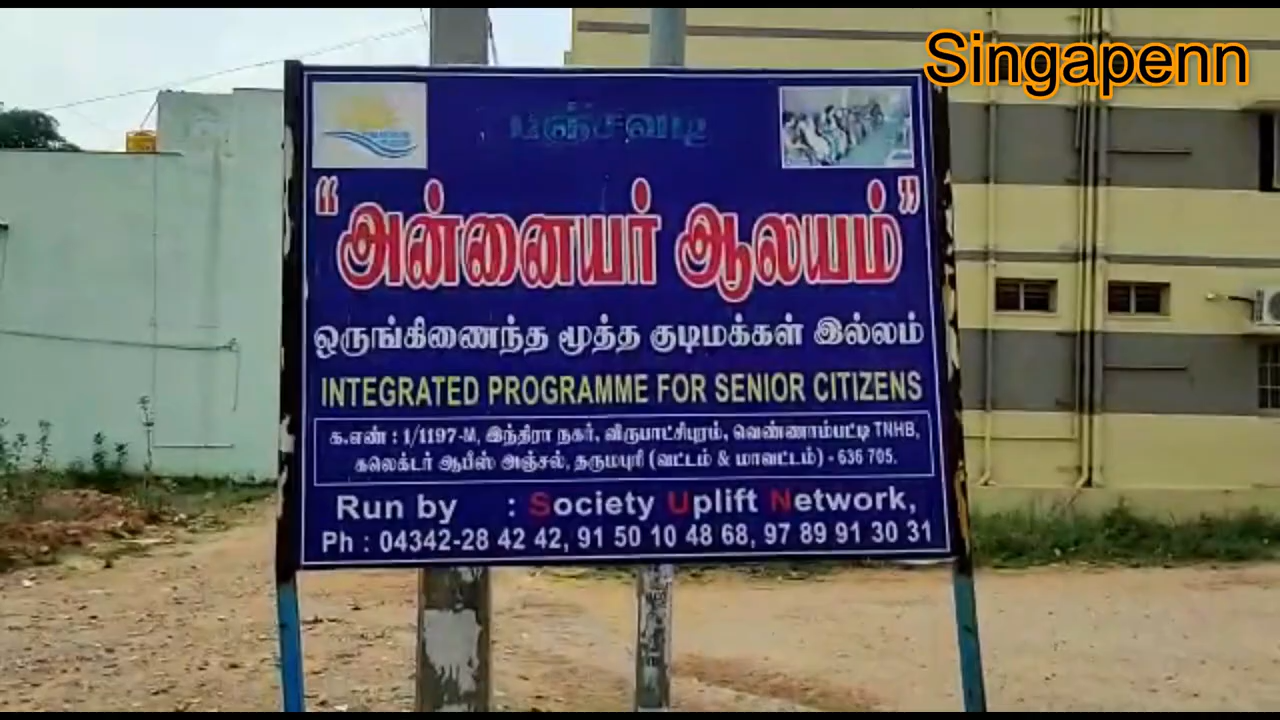 Singapenn
பஞ்சவடி
“அன்னையர் ஆலயம்”
ஒருங்கிணைந்த மூத்த குடிமக்கள் இல்லம்
INTEGRATED PROGRAMME FOR SENIOR CITIZENS
க.எண் : 1/1197-M, இந்திரா நகர், விருபாட்சிபுரம், வெண்ணாம்பட்டி TNHB,
கலெக்டர் ஆபீஸ் அஞ்சல், தருமபுரி (வட்டம் & மாவட்டம்) - 636 705.
Run by : Society Uplift Network,
Ph : 04342-28 42 42, 91 50 10 48 68, 97 89 91 30 31